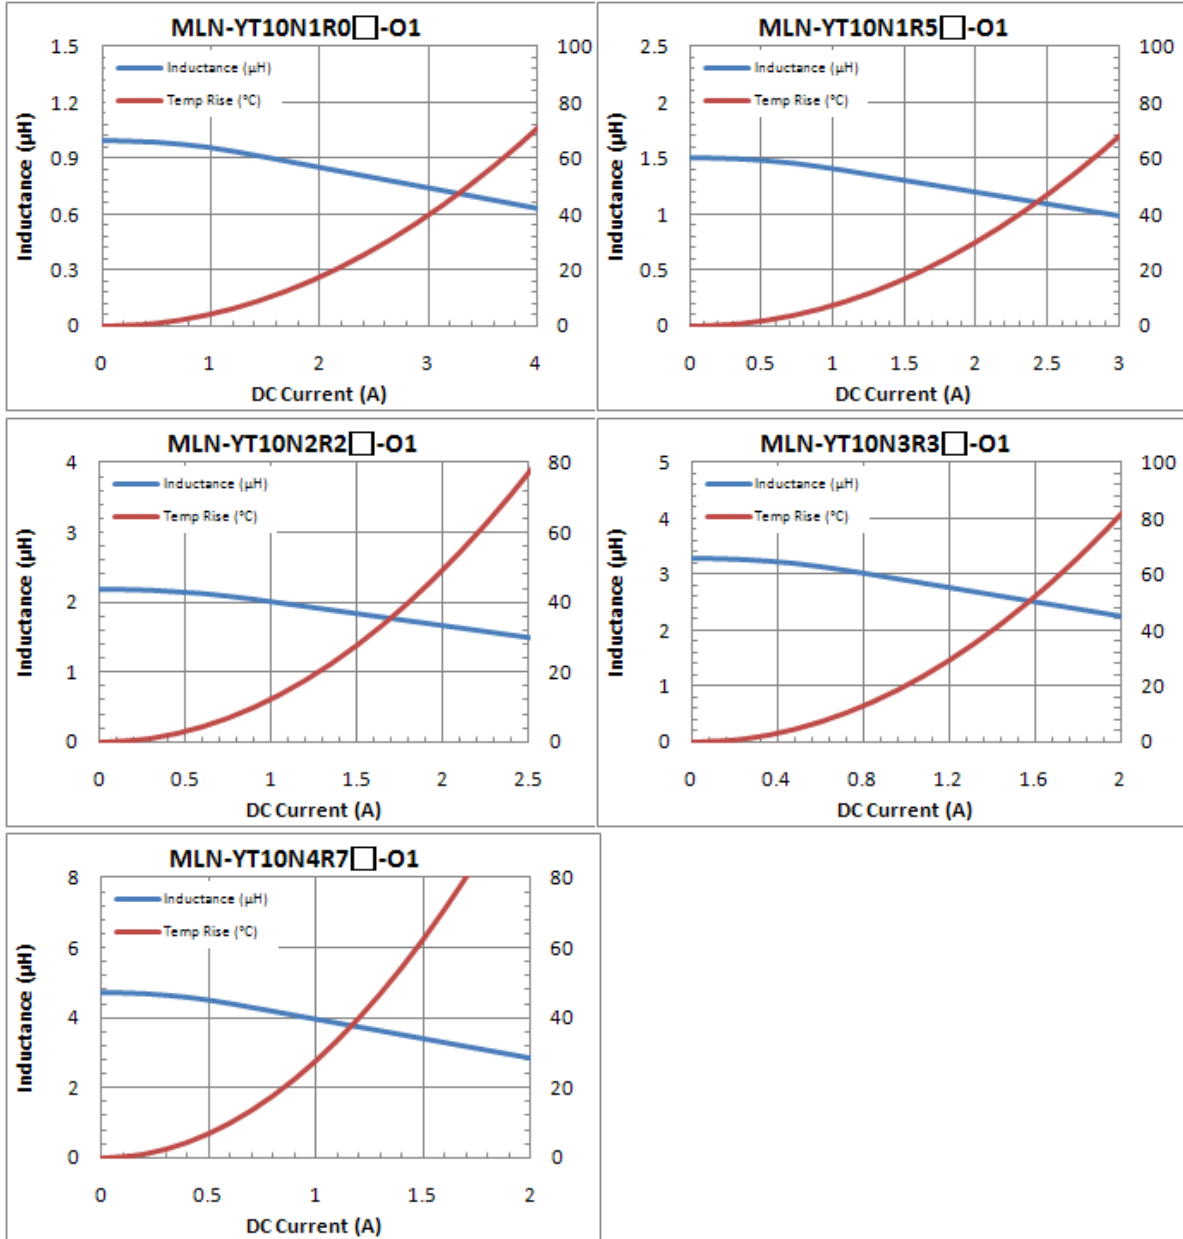 MLN-YT10N1R0□-O1
Inductance (µH)
Temp Rise (°C)
1.5
1.2
0.9
0.6
0.3
0
100
80
60
40
20
0
Inductance (µH)
0 1 2 3 4
DC Current (A)
MLN-YT10N1R5□-O1
Inductance (µH)
Temp Rise (°C)
2.5
2
1.5
1
0.5
0
100
80
60
40
20
0
Inductance (µH)
0 0.5 1 1.5 2 2.5 3
DC Current (A)
MLN-YT10N2R2□-O1
Inductance (µH)
Temp Rise (°C)
4
3
2
1
0
80
60
40
20
0
Inductance (µH)
0 0.5 1 1.5 2 2.5
DC Current (A)
MLN-YT10N3R3□-O1
Inductance (µH)
Temp Rise (°C)
5
4
3
2
1
0
100
80
60
40
20
0
Inductance (µH)
0 0.4 0.8 1.2 1.6 2
DC Current (A)
MLN-YT10N4R7□-O1
Inductance (µH)
Temp Rise (°C)
8
6
4
2
0
80
60
40
20
0
Inductance (µH)
0 0.5 1 1.5 2
DC Current (A)